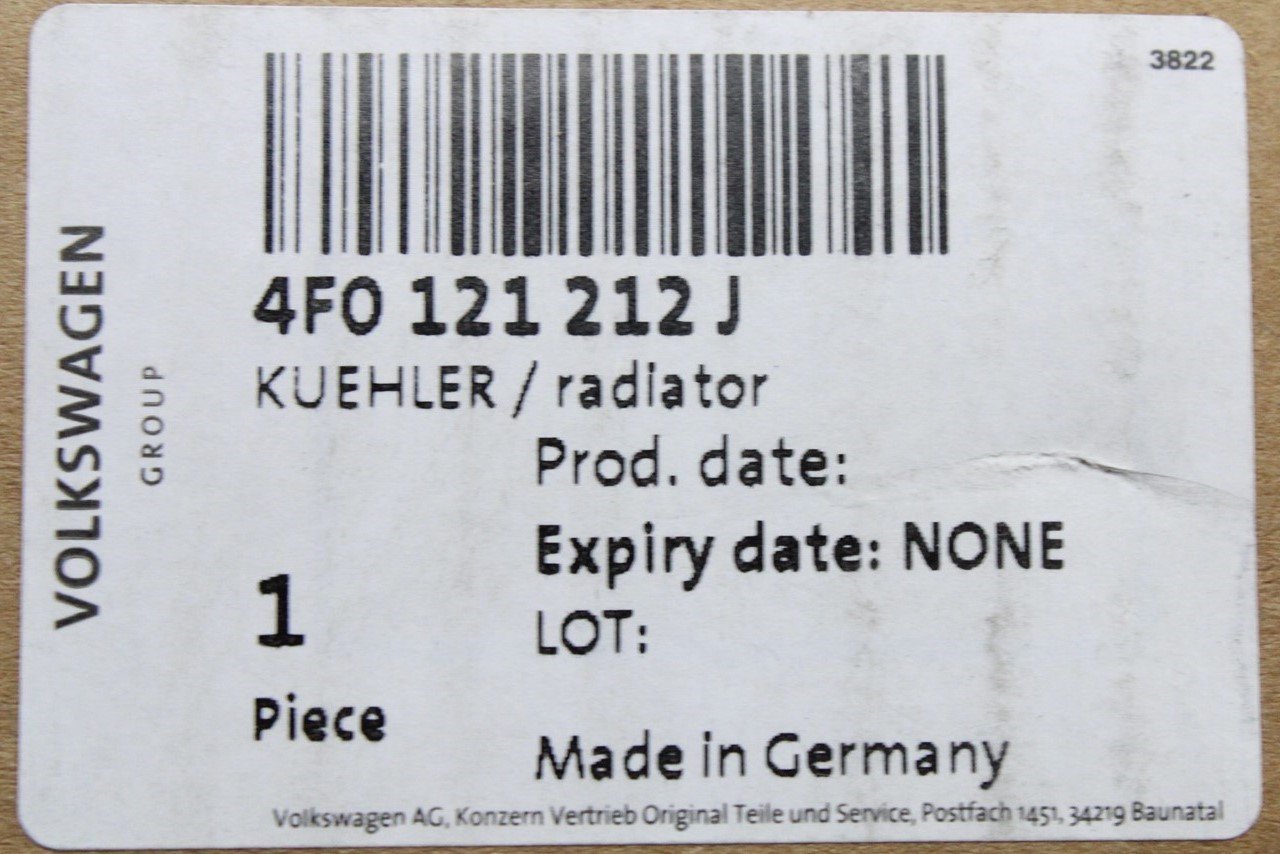 3822
VOLKSWAGEN
GROUP
4F0 121 212 J
KUEHLER / radiator
Prod. date:
Expiry date: NONE
1
LOT:
Piece
Made in Germany
Volkswagen AG, Konzern Vertrieb Original Teile und Service, Postfach 1451, 34219 Baunatal